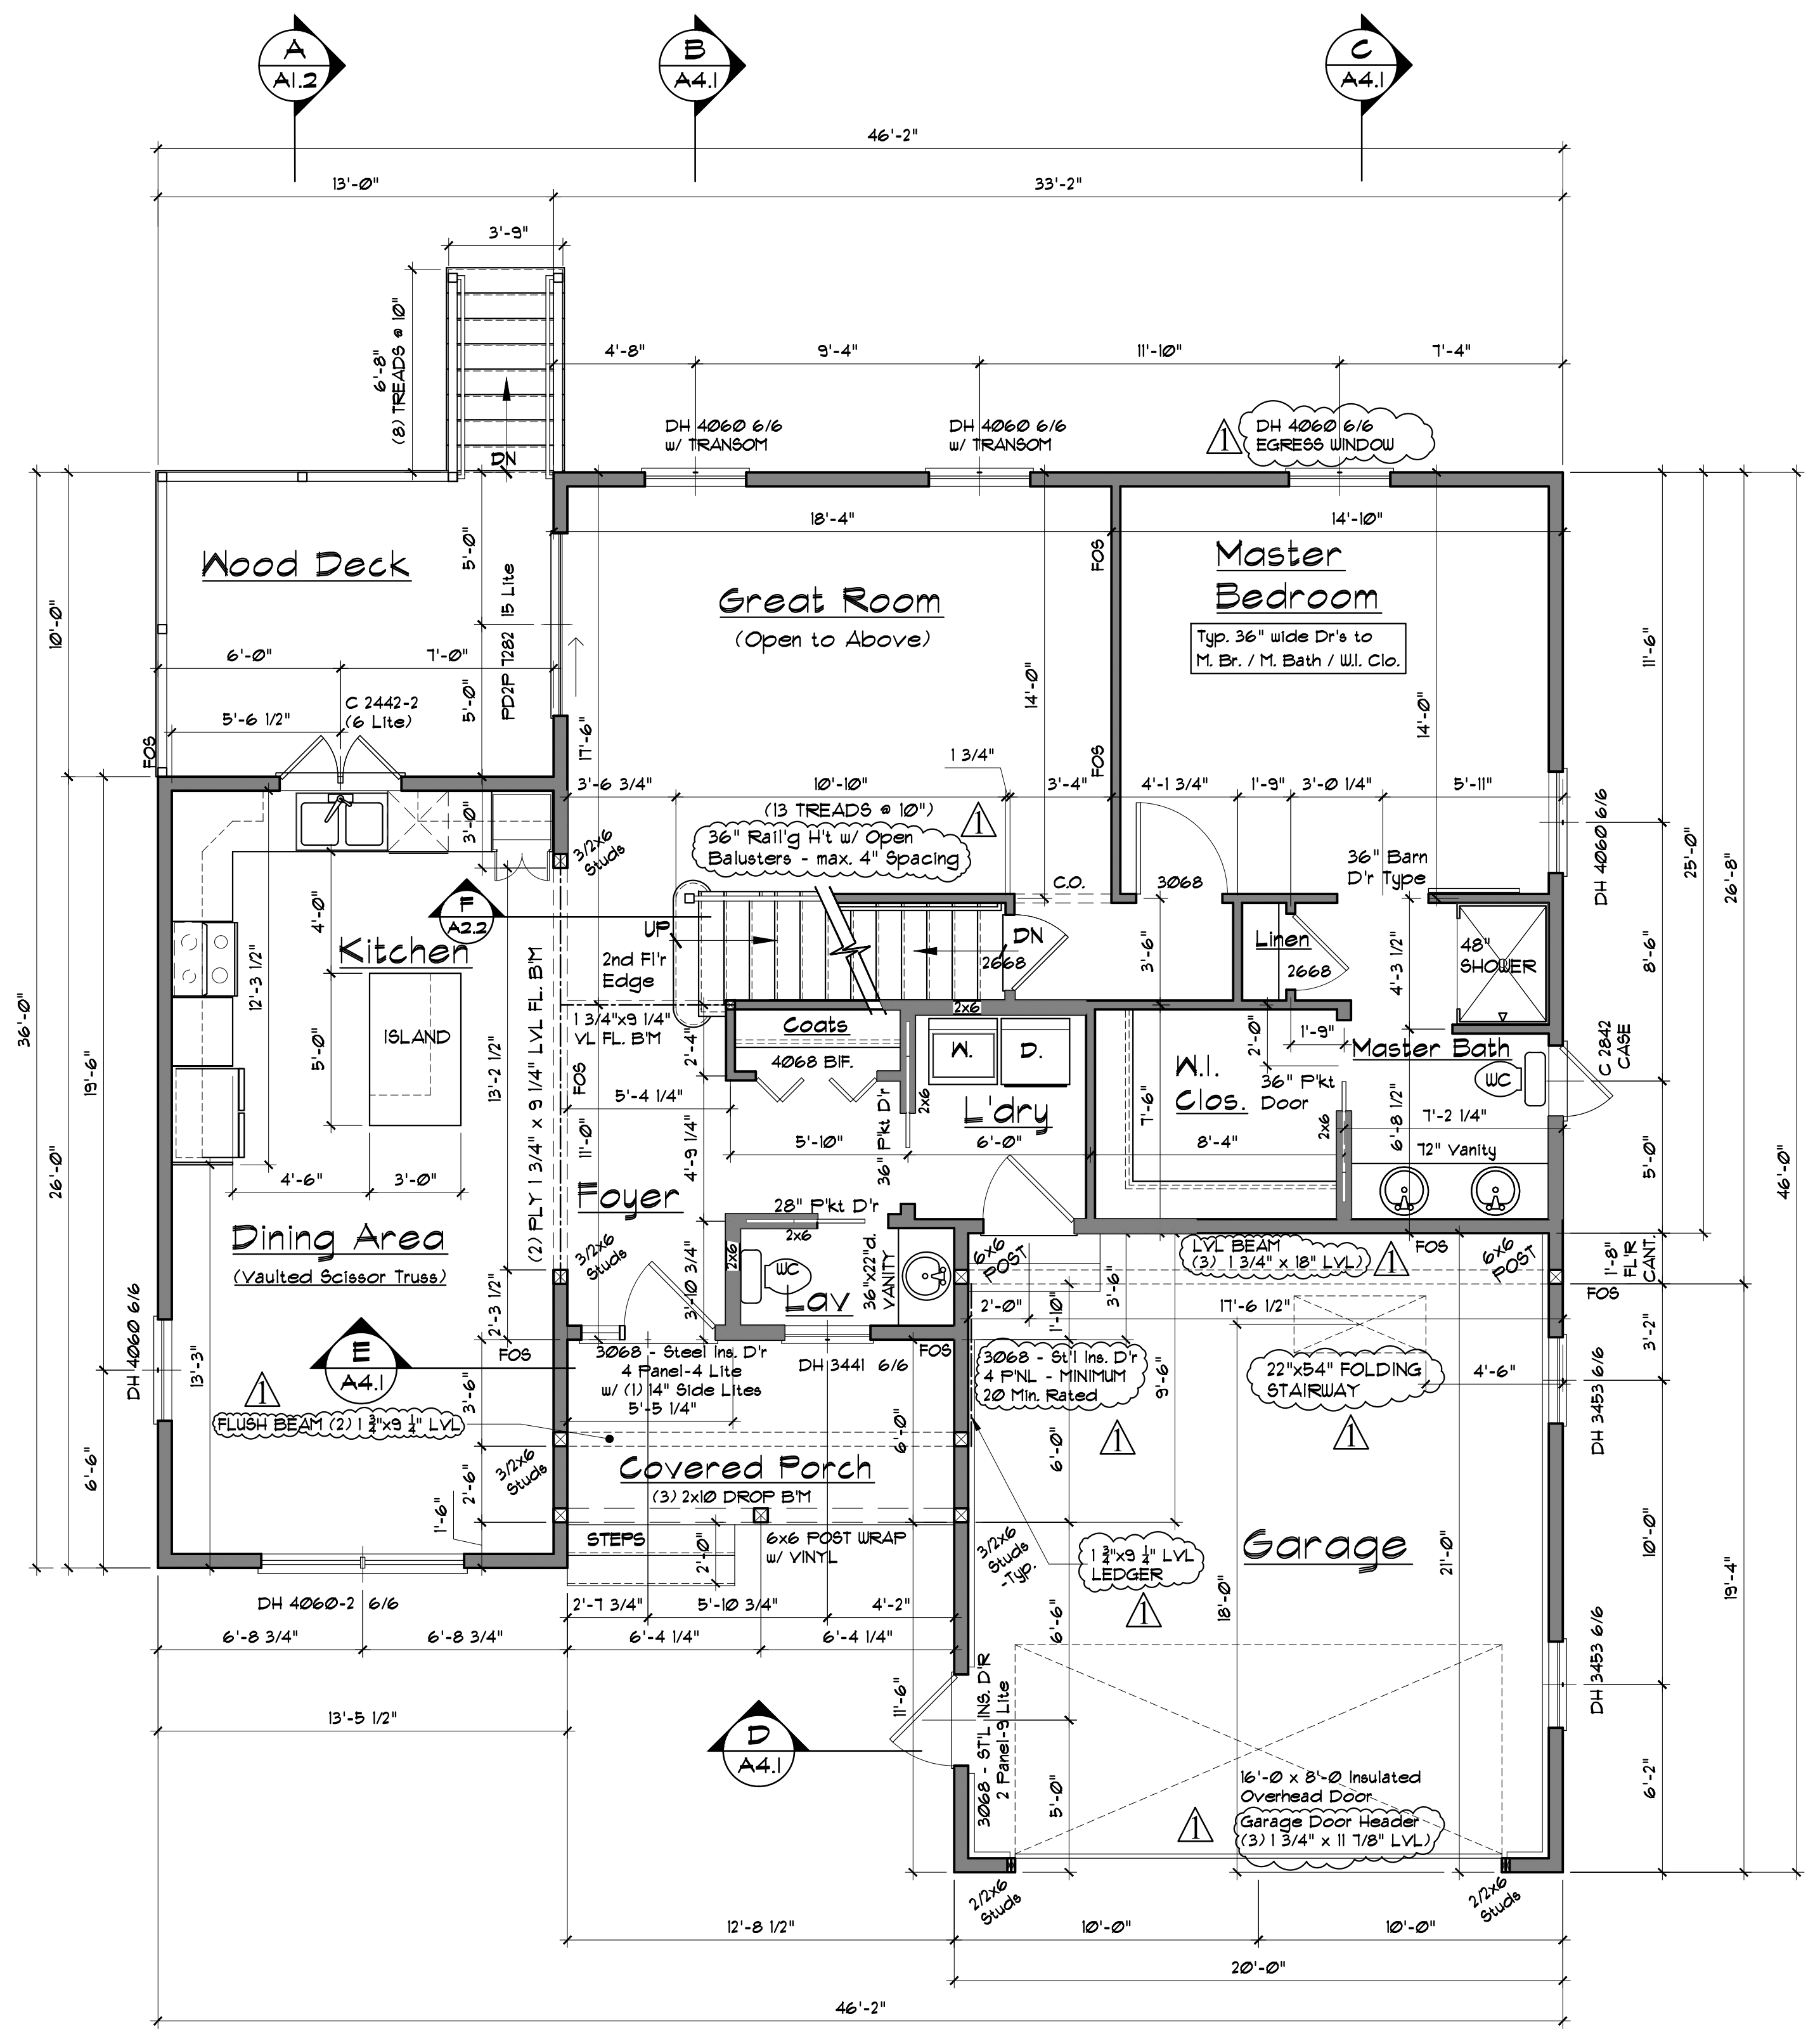 A
A1.2
B
A4.1
C
A4.1
46'-2"
13'-0"
33'-2"
3'-9"
6'-8"
(8) TREADS @ 10"
DN
4'-8"
9'-4"
11'-10"
7'-4"
DH 4060 6/6
w/ TRANSOM
DH 4060 6/6
w/ TRANSOM
1
DH 4060 6/6
EGRESS WINDOW
18'-4"
14'-10"
Wood Deck
5'-0"
5'-0"
PD2P 7282 15 Lite
6'-0"
7'-0"
C 2442-2
(6 Lite)
5'-6 1/2"
FOS
10'-0"
Great Room
(Open to Above)
FOS
FOS
14'-0"
17'-6"
Master
Bedroom
Typ. 36" wide Dr's to
M. Br. / M. Bath / W.I. Clo.
14'-0"
11'-6"
25'-0"
26'-8"
46'-0"
DH 4060 6/6
1 3/4"
3'-6 3/4"
10'-10"
3'-4"
4'-1 3/4"
1'-9"
3'-0 1/4"
5'-11"
(13 TREADS @ 10")
36" Rail'g H't w/ Open
Balusters - max. 4" Spacing
1
3'-0"
3/2x6
Studs
C.O.
3068
36" Barn
D'r Type
UP
DN
2668
2nd Fl'r
Edge
F
A2.2
Kitchen
4'-0"
12'-3 1/2"
5'-0"
ISLAND
4'-6"
3'-0"
13'-2 1/2"
(2) PLY 1 3/4" x 9 1/4" LVL FL. B'M
1 3/4"x9 1/4"
VL FL. B'M
FOS
2'-4"
2x6
Coats
4068 BIF.
W.
D.
L'dry
2x6
36" P'kt D'r
5'-4 1/4"
5'-10"
6'-0"
4'-9 1/4"
11'-0"
3'-6"
Linen
2668
4'-3 1/2"
48"
SHOWER
8'-6"
2'-0"
1'-9"
W.I.
Clos.
36" P'kt
Door
7'-6"
8'-4"
2x6
Master Bath
WC
C 2842
CASE
6'-8 1/2"
7'-2 1/4"
72" Vanity
5'-0"
36'-0"
26'-0"
19'-6"
6'-6"
Dining Area
(Vaulted Scissor Truss)
DH 4060 6/6
13'-3"
E
A4.1
1
FLUSH BEAM (2) 1 3/4"x9 1/4" LVL
Foyer
3/2x6
Studs
2'-3 1/2"
FOS
28" P'kt D'r
2x6
2x6
3'-10 3/4"
WC
Lav
36"x22"d.
VANITY
6x6
POST
LVL BEAM
(3) 1 3/4" x 18" LVL)
1
FOS
6x6
POST
1'-8"
FL'R
CANT.
FOS
2'-0"
1'-10"
3'-6"
17'-6 1/2"
3'-2"
3068 - Steel Ins. D'r
4 Panel-4 Lite
w/ (1) 14" Side Lites
5'-5 1/4"
DH 3441 6/6
FOS
3068 - St'l Ins. D'r
4 P'NL - MINIMUM
20 Min. Rated
1
9'-6"
22"x54" FOLDING
STAIRWAY
1
4'-6"
DH 3453 6/6
3'-6"
6'-0"
6'-0"
3/2x6
Studs
2'-6"
1'-6"
Covered Porch
(3) 2x10 DROP B'M
STEPS
2'-0"
6x6 POST WRAP
w/ VINYL
3/2x6
Studs
-Typ.
1 3/4"x9 1/4" LVL
LEDGER
1
Garage
18'-0"
21'-0"
10'-0"
19'-4"
DH 4060-2 6/6
6'-8 3/4"
6'-8 3/4"
2'-7 3/4"
5'-10 3/4"
4'-2"
6'-4 1/4"
6'-4 1/4"
6'-6"
DH 3453 6/6
13'-5 1/2"
D
A4.1
11'-6"
3068 - ST'L INS. D'R
2 Panel-9 Lite
5'-0"
16'-0 x 8'-0 Insulated
Overhead Door
Garage Door Header
(3) 1 3/4" x 11 7/8" LVL)
1
6'-2"
2/2x6
Studs
2/2x6
Studs
12'-8 1/2"
10'-0"
10'-0"
20'-0"
46'-2"